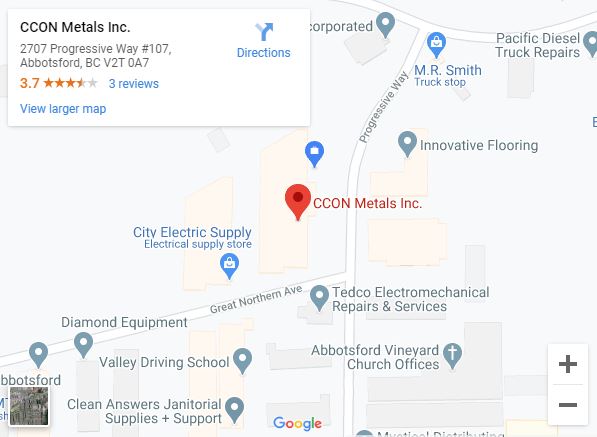 CCON Metals Inc.
2707 Progressive Way #107,
Abbotsford, BC V2T 0A7
3.7
3 reviews
Directions
View larger map
corporated
Pacific Diesel
Truck Repairs
M.R. Smith
Truck stop
Progressive Way
Innovative Flooring
CCON Metals Inc.
City Electric Supply
Electrical supply store
Great Northern Ave
Tedco Electromechanical
Repairs & Services
Diamond Equipment
Valley Driving School
Abbotsford Vineyard
Church Offices
Abbotsford
Clean Answers Janitorial
Supplies + Support
Google
Mystical Distributing